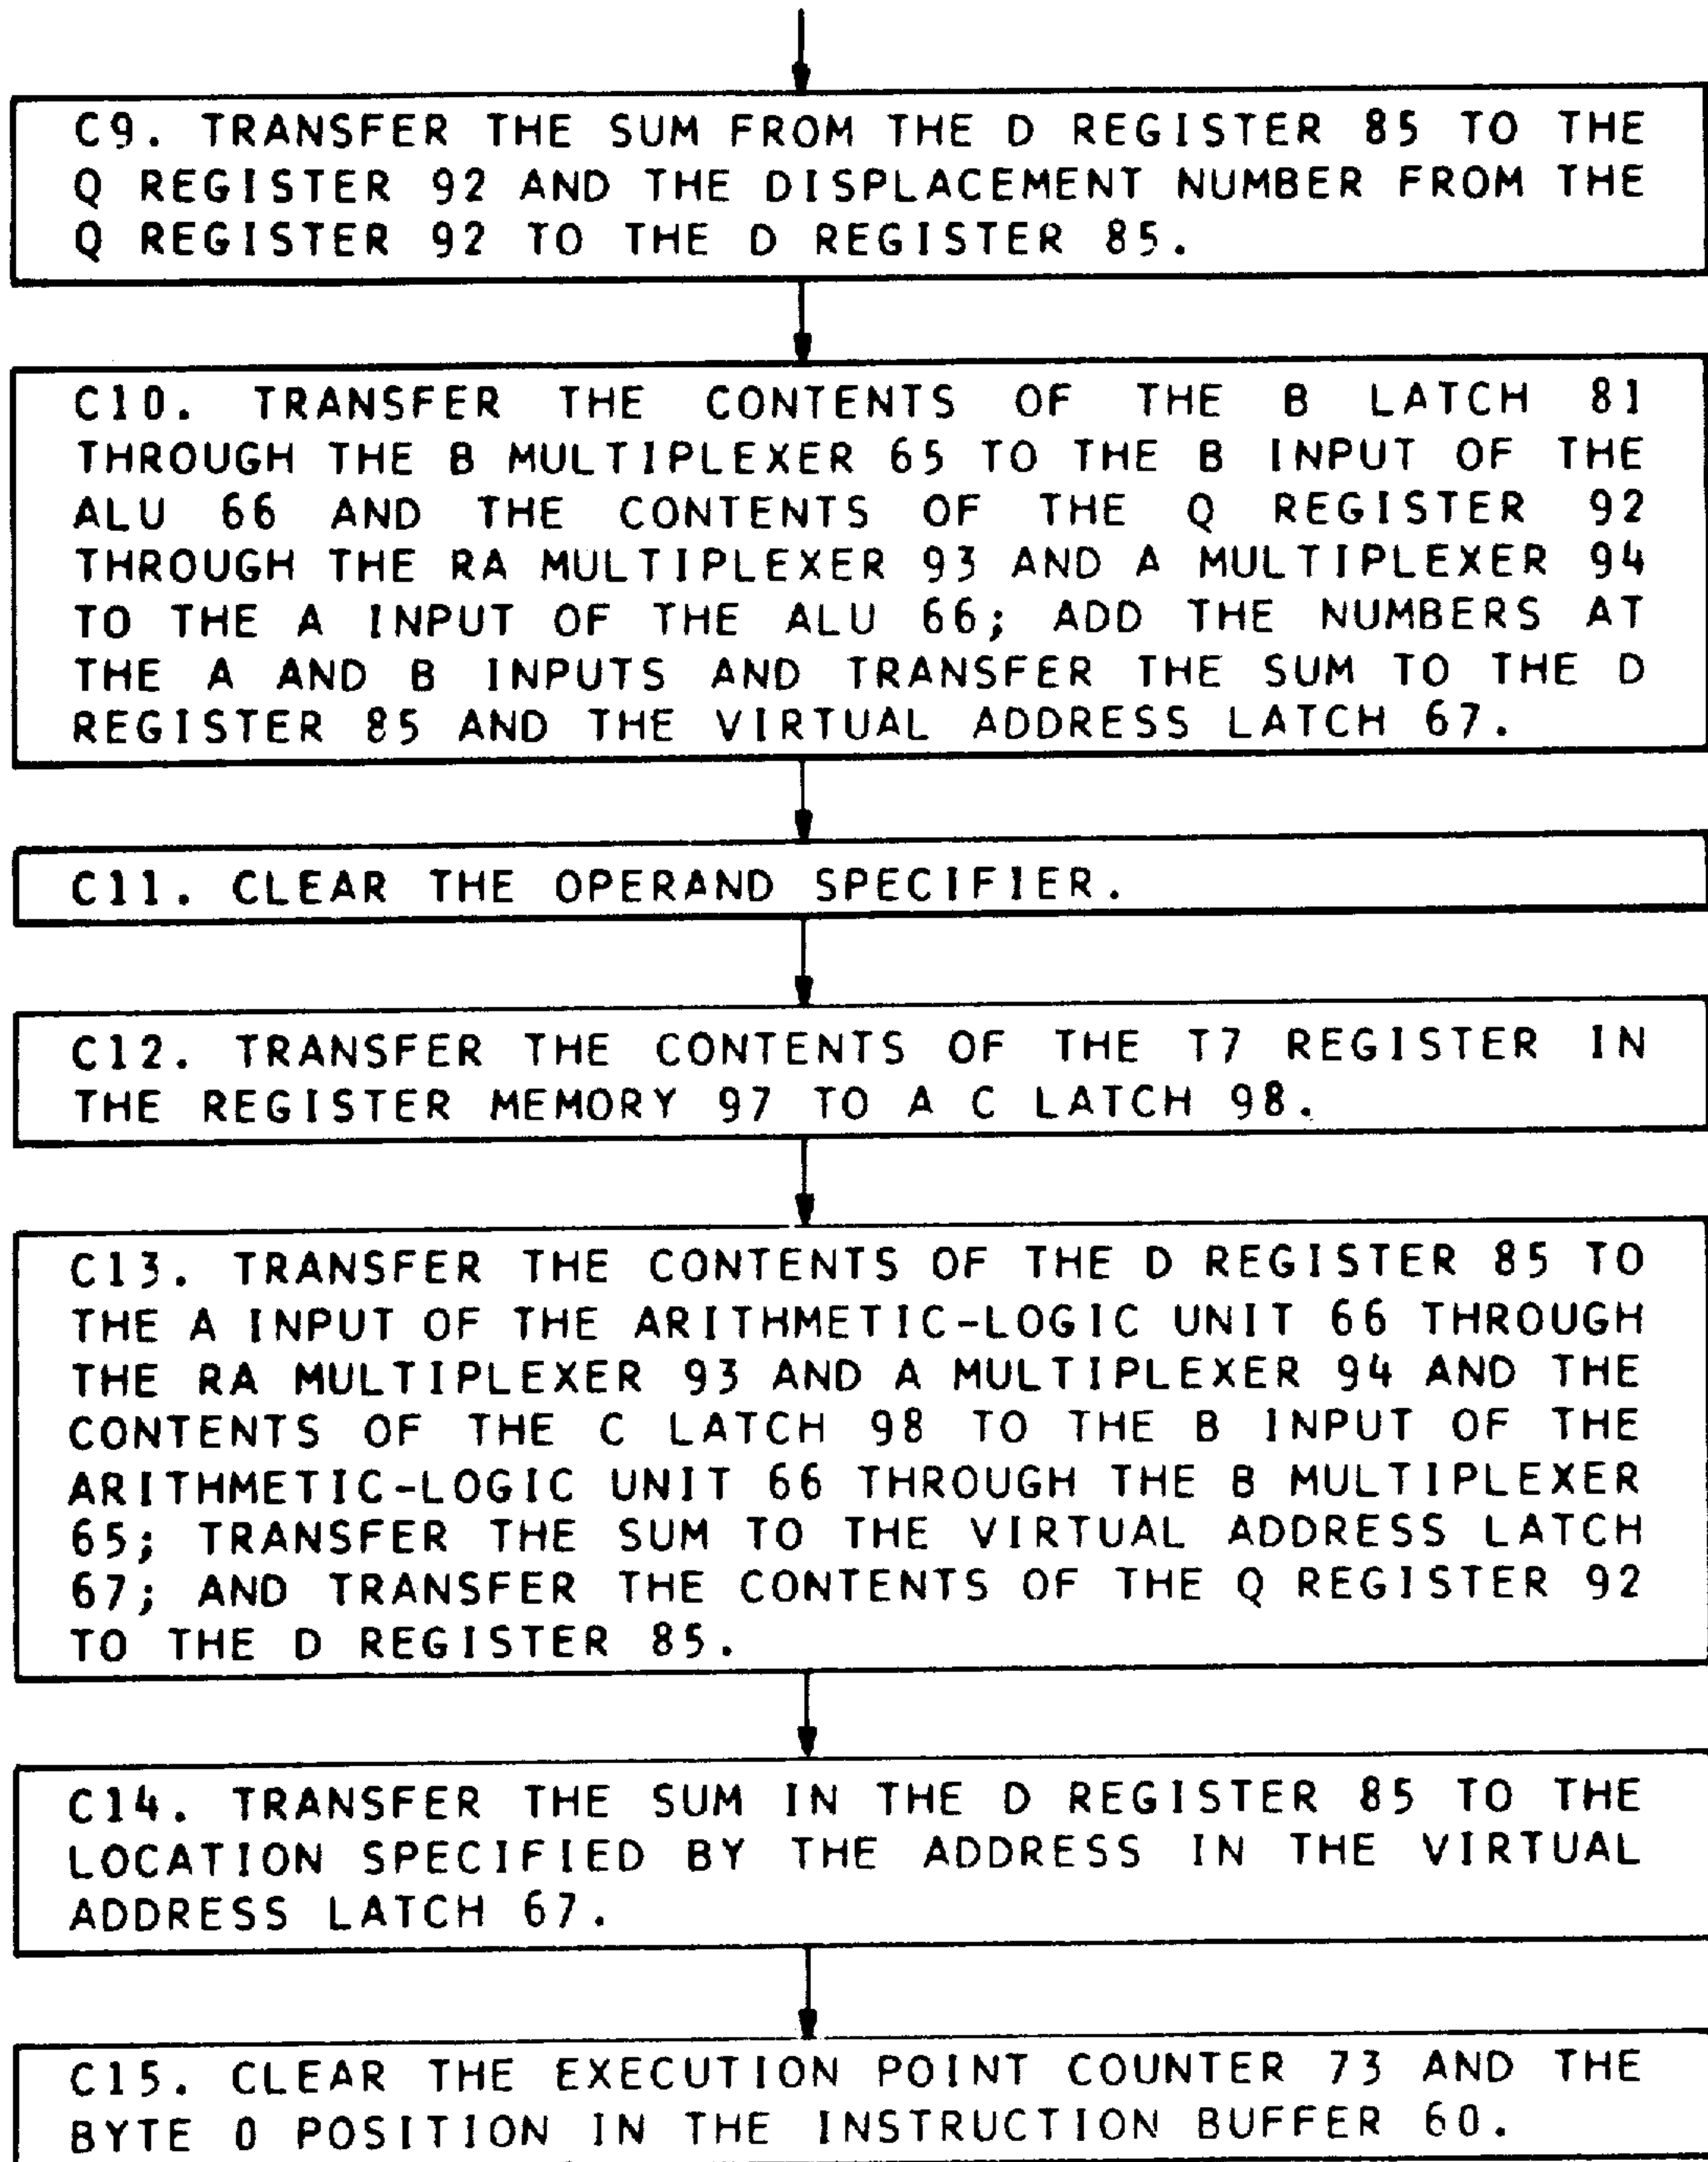 C9. TRANSFER THE SUM FROM THE D REGISTER 85 TO THE
Q REGISTER 92 AND THE DISPLACEMENT NUMBER FROM THE
Q REGISTER 92 TO THE D REGISTER 85.
C10. TRANSFER THE CONTENTS OF THE B LATCH 81
THROUGH THE B MULTIPLEXER 65 TO THE B INPUT OF THE
ALU 66 AND THE CONTENTS OF THE Q REGISTER 92
THROUGH THE RA MULTIPLEXER 93 AND A MULTIPLEXER 94
TO THE A INPUT OF THE ALU 66; ADD THE NUMBERS AT
THE A AND B INPUTS AND TRANSFER THE SUM TO THE D
REGISTER 85 AND THE VIRTUAL ADDRESS LATCH 67.
C11. CLEAR THE OPERAND SPECIFIER.
C12. TRANSFER THE CONTENTS OF THE T7 REGISTER IN
THE REGISTER MEMORY 97 TO A C LATCH 98.
C13. TRANSFER THE CONTENTS OF THE D REGISTER 85 TO
THE A INPUT OF THE ARITHMETIC-LOGIC UNIT 66 THROUGH
THE RA MULTIPLEXER 93 AND A MULTIPLEXER 94 AND THE
CONTENTS OF THE C LATCH 98 TO THE B INPUT OF THE
ARITHMETIC-LOGIC UNIT 66 THROUGH THE B MULTIPLEXER
65; TRANSFER THE SUM TO THE VIRTUAL ADDRESS LATCH
67; AND TRANSFER THE CONTENTS OF THE Q REGISTER 92
TO THE D REGISTER 85.
C14. TRANSFER THE SUM IN THE D REGISTER 85 TO THE
LOCATION SPECIFIED BY THE ADDRESS IN THE VIRTUAL
ADDRESS LATCH 67.
C15. CLEAR THE EXECUTION POINT COUNTER 73 AND THE
BYTE 0 POSITION IN THE INSTRUCTION BUFFER 60.